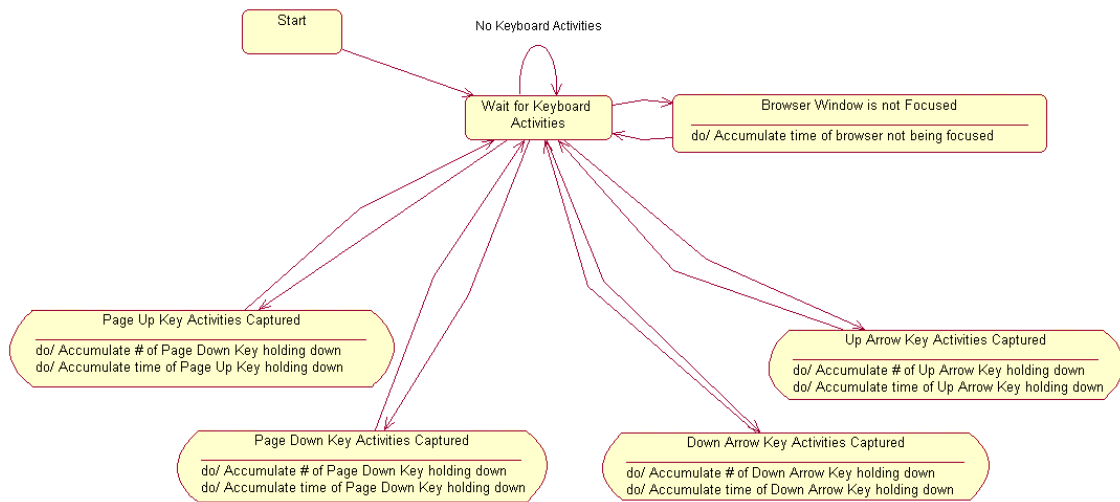 Start
No Keyboard Activities
Wait for Keyboard
Activities
Browser Window is not Focused
do/ Accumulate time of browser not being focused
Page Up Key Activities Captured
do/ Accumulate # of Page Down Key holding down
do/ Accumulate time of Page Up Key holding down
Up Arrow Key Activities Captured
do/ Accumulate # of Up Arrow Key holding down
do/ Accumulate time of Up Arrow Key holding down
Page Down Key Activities Captured
do/ Accumulate # of Page Down Key holding down
do/ Accumulate time of Page Down Key holding down
Down Arrow Key Activities Captured
do/ Accumulate # of Down Arrow Key holding down
do/ Accumulate time of Down Arrow Key holding down